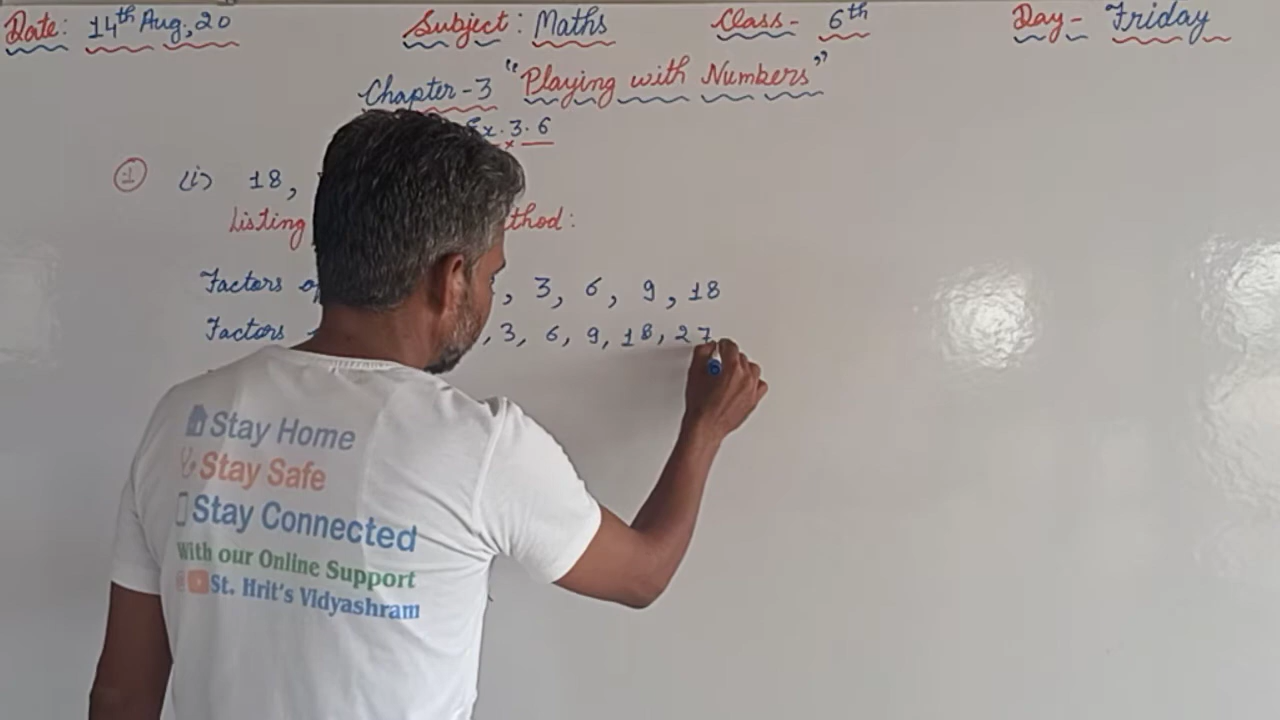 Date: 14th Aug, 20 Subject: Maths Class- 6th Day- Friday
Chapter-3 "Playing with Numbers"
Ex. 3.6
1 (i) 18,
Listing thod:
Factors , 3, 6, 9, 18
Factors , 3, 6, 9, 18, 27
Stay Home
Stay Safe
Stay Connected
With our Online Support
St. Hrit's Vidyashram